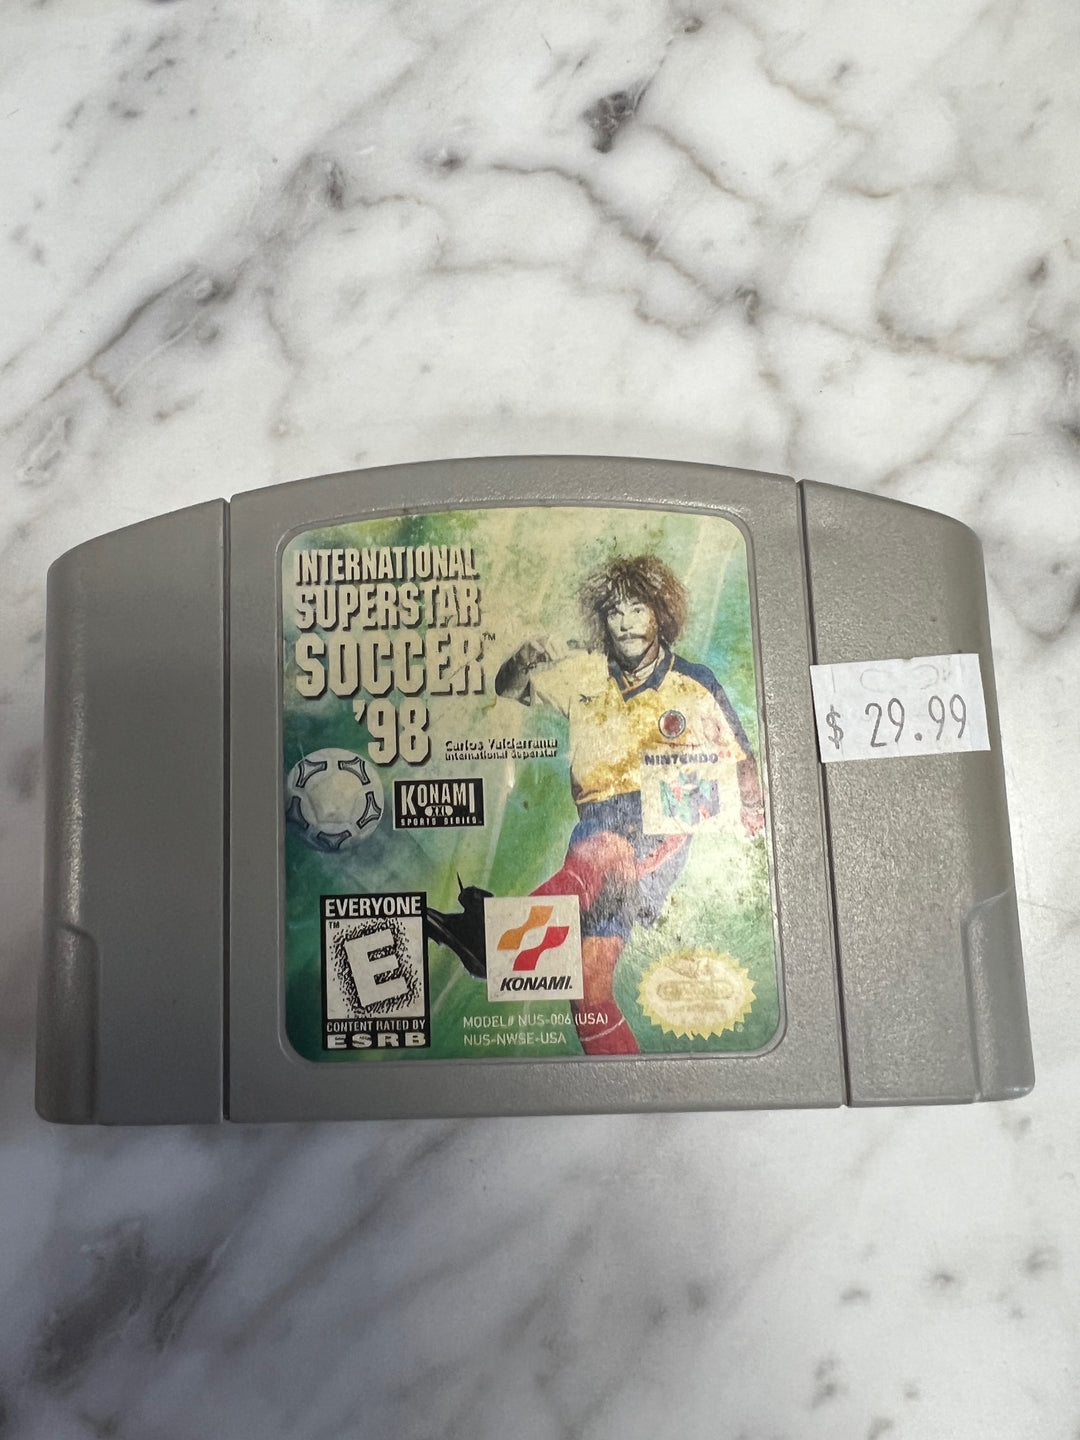 INTERNATIONAL
SUPERSTAR
SOCCER™
'98
Carlos Valderrama
International Superstar
KONAMI
XXL
SPORTS SERIES™
NINTENDO
$ 29.99
EVERYONE
™
E
CONTENT RATED BY
ESRB
KONAMI.
MODEL# NUS-006 (USA)
NUS-NWSE-USA